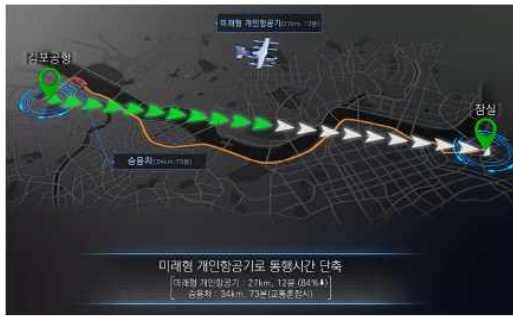 미래형 개인항공기(27km, 12분)
김포공항
잠실
승용차(34km, 73분)
미래형 개인항공기로 통행시간 단축
미래형 개인항공기 : 27km, 12분 (84%⬇)
승용차 : 34km, 73분(교통혼잡시)